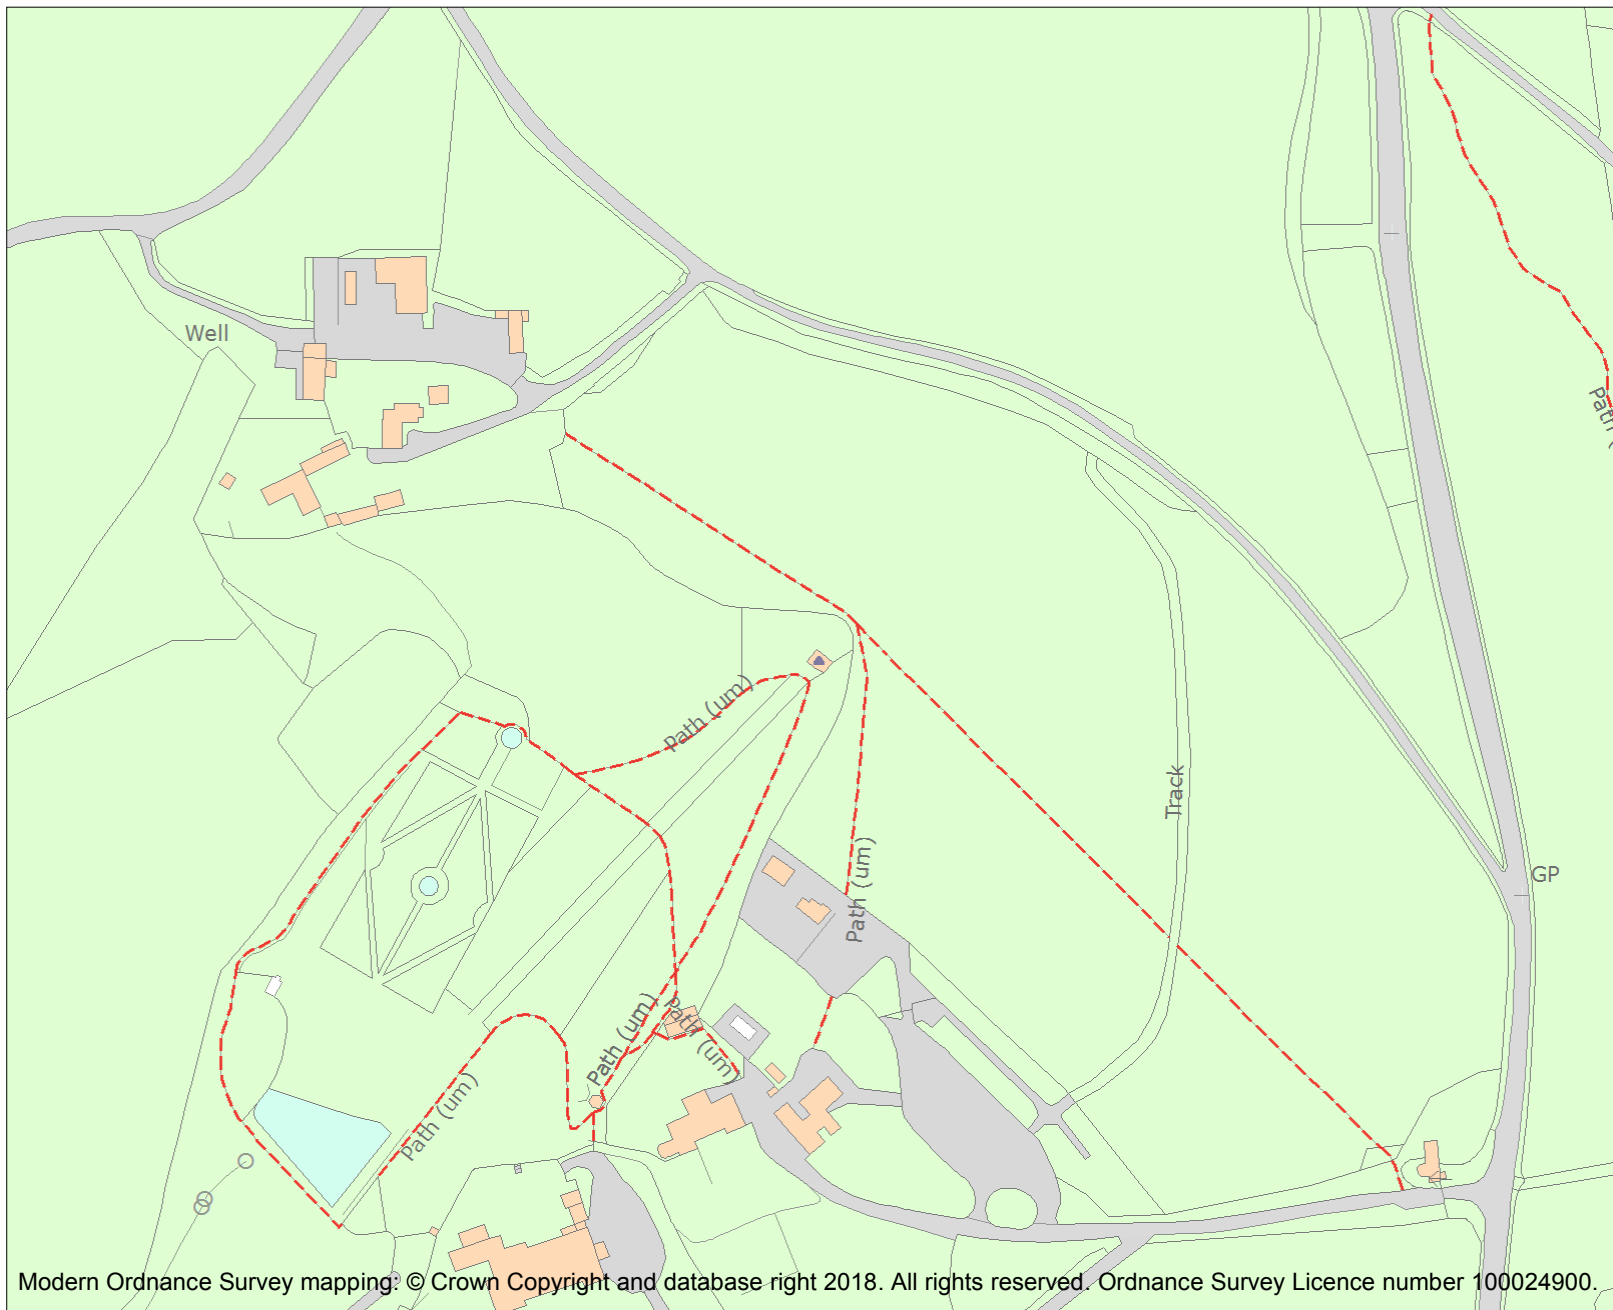 Well
Path (
Path (um)
Track
Path (um)
GP
Path (um)
Path (um)
Path (um)
Modern Ordnance Survey mapping: © Crown Copyright and database right 2018. All rights reserved. Ordnance Survey Licence number 100024900.